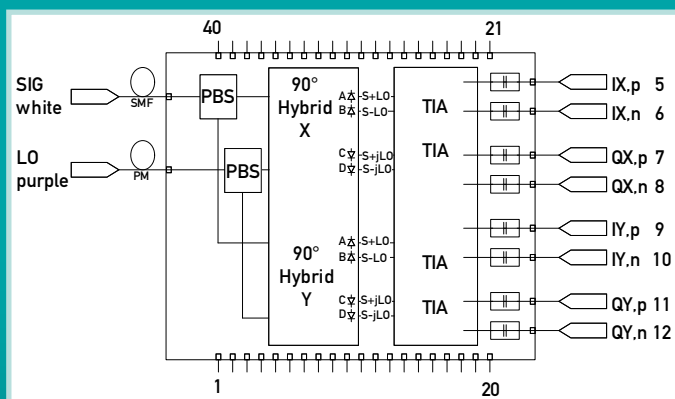 40
21
SIG
white
SMF
PBS
90°
Hybrid
X
A
S+LO
B
S-LO
C
S+jLO
D
S-jLO
TIA
TIA
IX,p 5
IX,n 6
QX,p 7
QX,n 8
LO
purple
PM
PBS
90°
Hybrid
Y
A
S+LO
B
S-LO
C
S+jLO
D
S-jLO
TIA
TIA
IY,p 9
IY,n 10
QY,p 11
QY,n 12
1
20